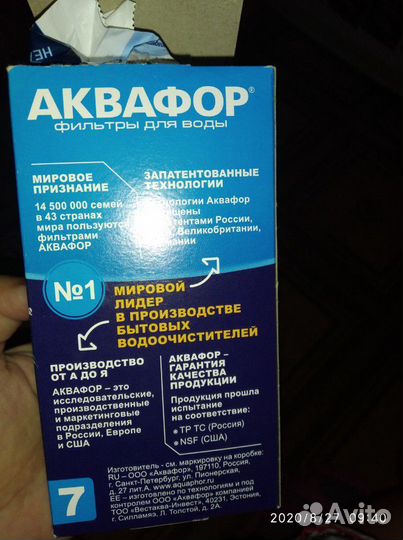 АКВАФОР®
ФИЛЬТРЫ ДЛЯ ВОДЫ
МИРОВОЕ
ПРИЗНАНИЕ
14 500 000 семей
в 43 странах
мира пользуются
фильтрами
АКВАФОР
ЗАПАТЕНТОВАННЫЕ
ТЕХНОЛОГИИ
Аквафор
России,
Великобритании,
№1
МИРОВОЙ
ЛИДЕР
В ПРОИЗВОДСТВЕ
БЫТОВЫХ
ВОДООЧИСТИТЕЛЕЙ
ПРОИЗВОДСТВО
ОТ А ДО Я
АКВАФОР – это
исследовательские,
производственные
и маркетинговые
подразделения
в России, Европе
и США
АКВАФОР –
ГАРАНТИЯ
КАЧЕСТВА
ПРОДУКЦИИ
Продукция прошла
испытание
на соответствие:
• ТР ТС (Россия)
• NSF (США)
7
Изготовитель - см. маркировку на коробке:
RU – ООО «Аквафор», 197110, Россия,
г. Санкт-Петербург, ул. Пионерская,
д. 27 лит.А. www.aquaphor.com
EE – изготовлено по технологиям и под
контролем ООО «Аквафор» компанией
ТОО «Вестваква-Инвест», 40231, Эстония,
г. Силламяэ, Л. Толстой, д. 2А.
2020/8/27 09:40
Avito